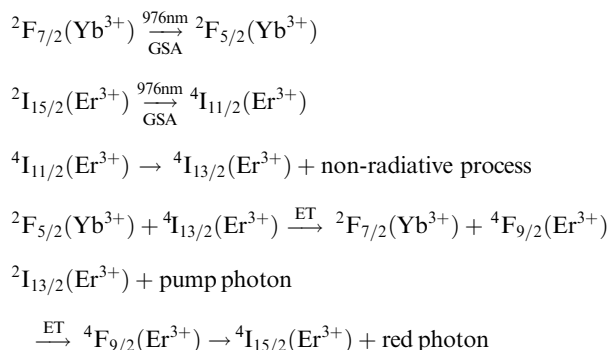 ²F₇/₂(Yb³⁺) 976nm⟶GSA ²F₅/₂(Yb³⁺)
²I₁₅/₂(Er³⁺) 976nm⟶GSA ⁴I₁₁/₂(Er³⁺)
⁴I₁₁/₂(Er³⁺) → ⁴I₁₃/₂(Er³⁺) + non-radiative process
²F₅/₂(Yb³⁺) + ⁴I₁₃/₂(Er³⁺) ET⟶ ²F₇/₂(Yb³⁺) + ⁴F₉/₂(Er³⁺)
²I₁₃/₂(Er³⁺) + pump photon
ET⟶ ⁴F₉/₂(Er³⁺) → ⁴I₁₅/₂(Er³⁺) + red photon